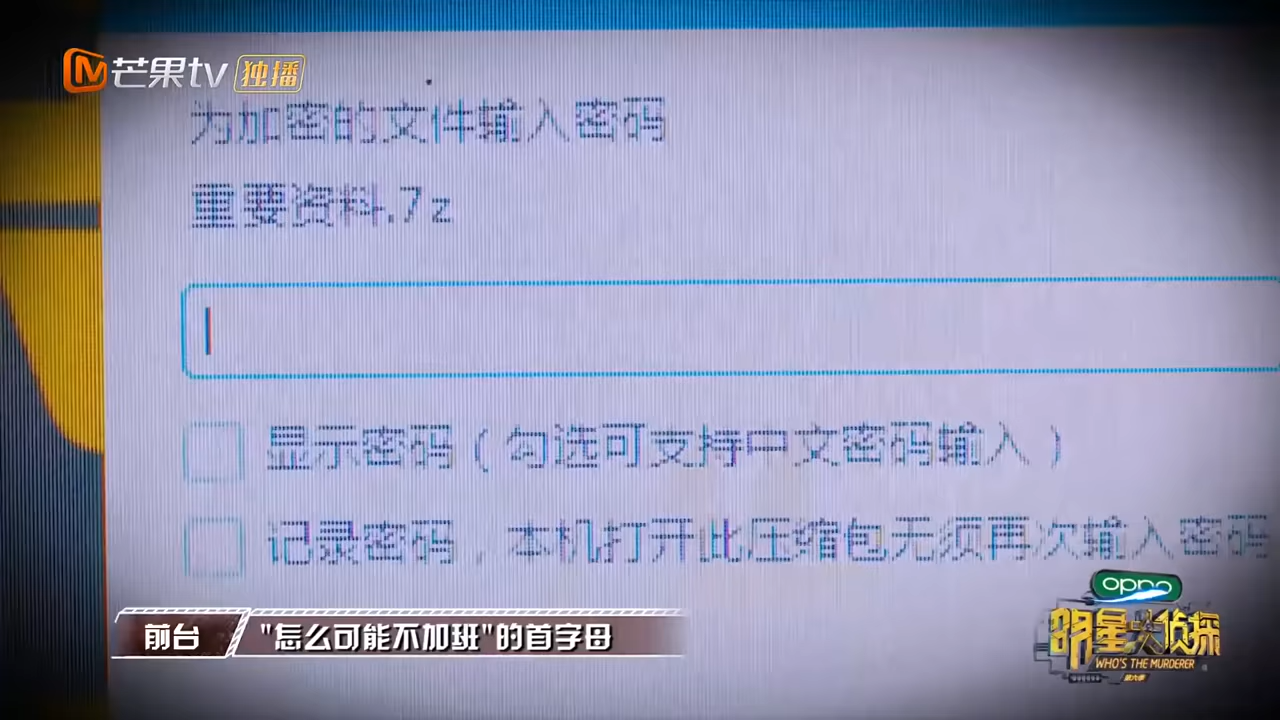 芒果tv 独播
为加密的文件输入密码
重要资料.7z
显示密码（勾选可支持中文密码输入）
记录密码，本机打开此压缩包无须再次输入密码
oppo
明星大侦探
WHO'S THE MURDERER
第六季
前台 "怎么可能不加班"的首字母